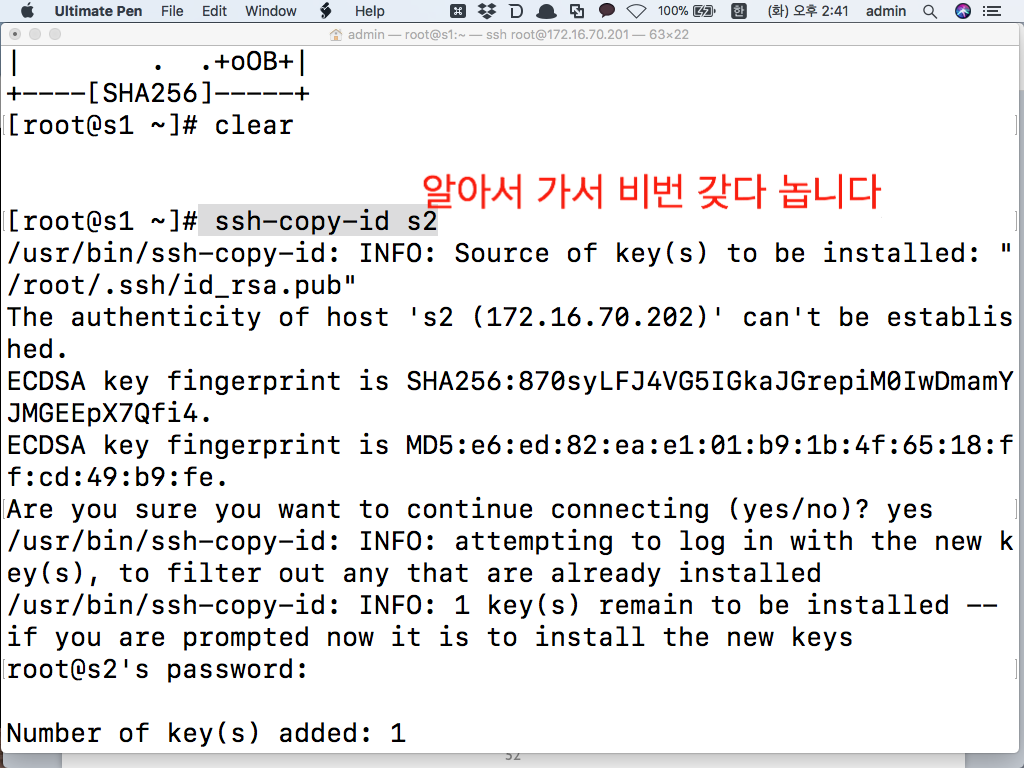 Ultimate Pen File Edit Window Help 100% 한 (화) 오후 2:41 admin
admin — root@s1:~ — ssh root@172.16.70.201 — 63×22
| . .+oOB+|
+----[SHA256]-----+
[root@s1 ~]# clear
알아서 가서 비번 갖다 놉니다
[root@s1 ~]# ssh-copy-id s2
/usr/bin/ssh-copy-id: INFO: Source of key(s) to be installed: "
/root/.ssh/id_rsa.pub"
The authenticity of host 's2 (172.16.70.202)' can't be establis
hed.
ECDSA key fingerprint is SHA256:870syLFJ4VG5IGkaJGrepiM0IwDmamY
JMGEEpX7Qfi4.
ECDSA key fingerprint is MD5:e6:ed:82:ea:e1:01:b9:1b:4f:65:18:f
f:cd:49:b9:fe.
Are you sure you want to continue connecting (yes/no)? yes
/usr/bin/ssh-copy-id: INFO: attempting to log in with the new k
ey(s), to filter out any that are already installed
/usr/bin/ssh-copy-id: INFO: 1 key(s) remain to be installed --
if you are prompted now it is to install the new keys
root@s2's password:
Number of key(s) added: 1
52